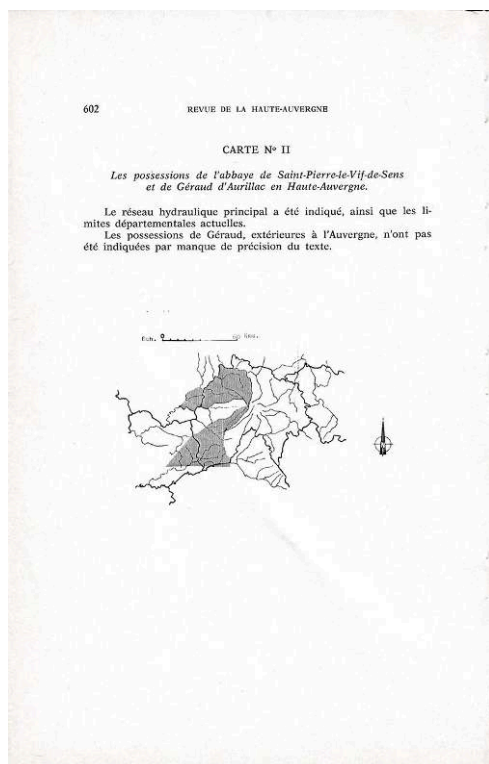 602
REVUE DE LA HAUTE-AUVERGNE
CARTE Nº II
Les possessions de l'abbaye de Saint-Pierre-le-Vif-de-Sens
et de Géraud d'Aurillac en Haute-Auvergne.
Le réseau hydraulique principal a été indiqué, ainsi que les li-
mites départementales actuelles.
Les possessions de Géraud, extérieures à l'Auvergne, n'ont pas
été indiquées par manque de précision du texte.
0